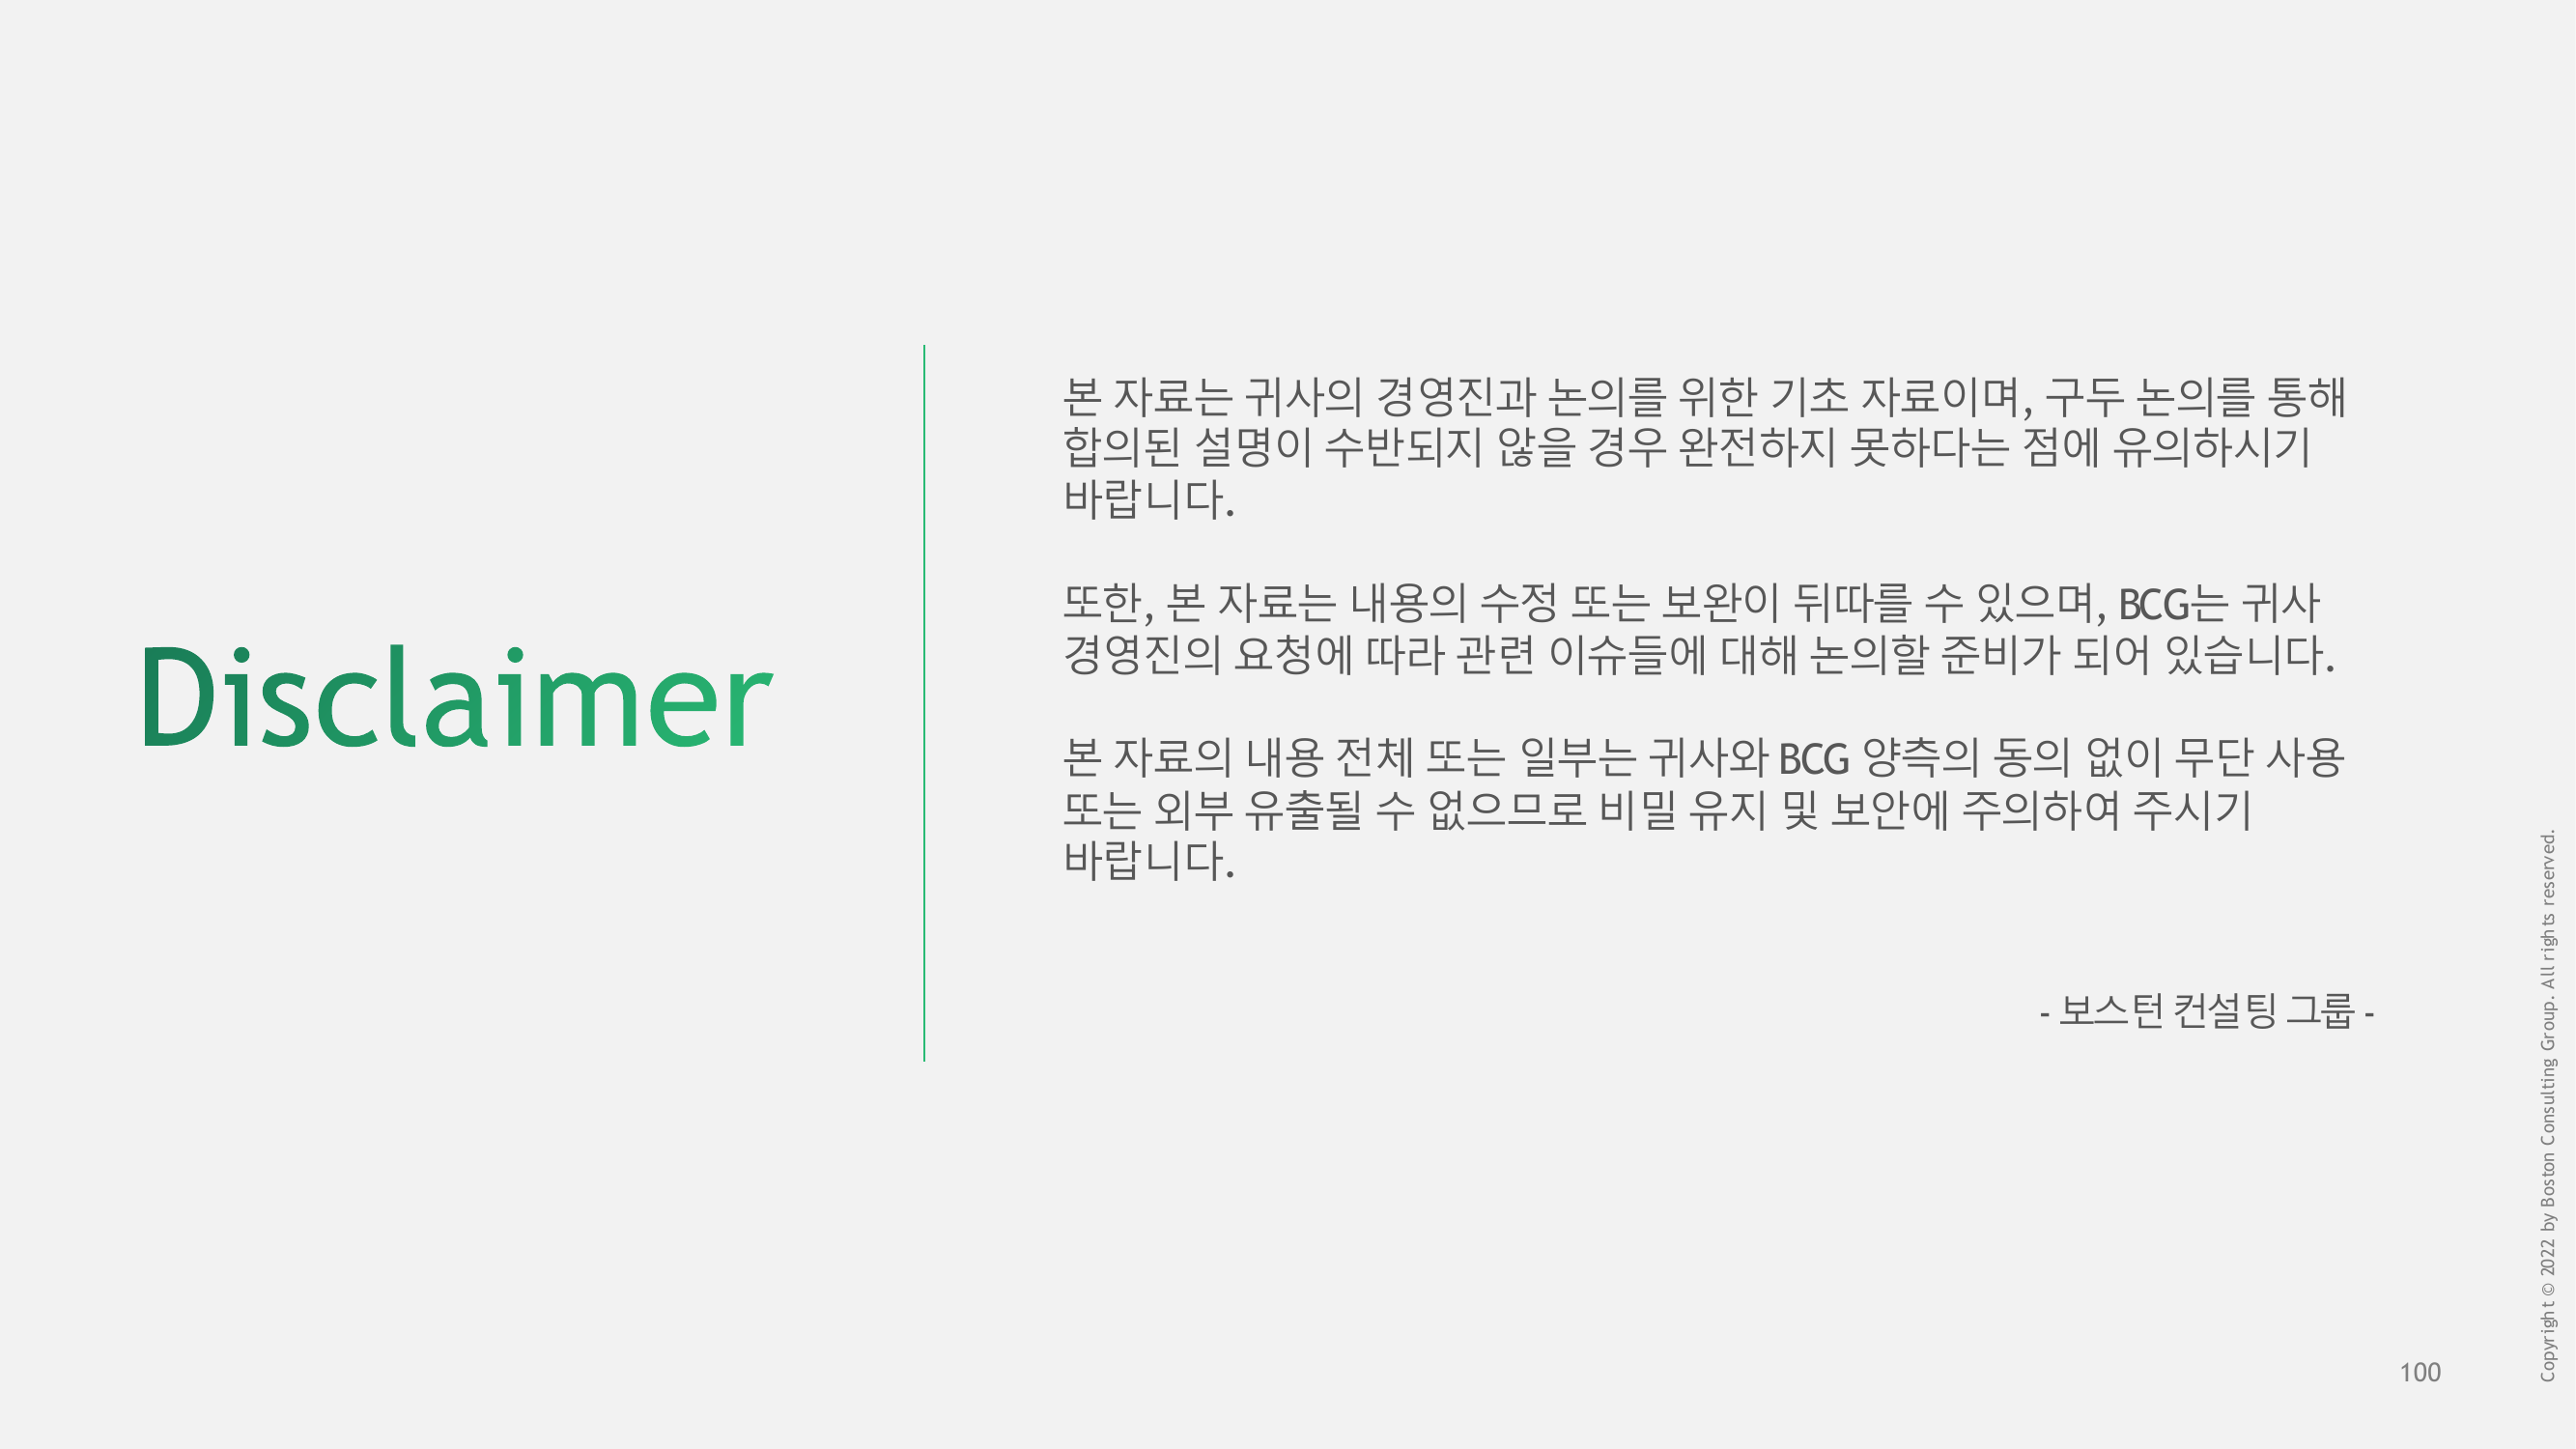 Disclaimer
본 자료는 귀사의 경영진과 논의를 위한 기초 자료이며, 구두 논의를 통해
합의된 설명이 수반되지 않을 경우 완전하지 못하다는 점에 유의하시기
바랍니다.
또한, 본 자료는 내용의 수정 또는 보완이 뒤따를 수 있으며, BCG는 귀사
경영진의 요청에 따라 관련 이슈들에 대해 논의할 준비가 되어 있습니다.
본 자료의 내용 전체 또는 일부는 귀사와 BCG 양측의 동의 없이 무단 사용
또는 외부 유출될 수 없으므로 비밀 유지 및 보안에 주의하여 주시기
바랍니다.
- 보스턴 컨설팅 그룹 -
Copyright © 2022 by Boston Consulting Group. All rights reserved.
100